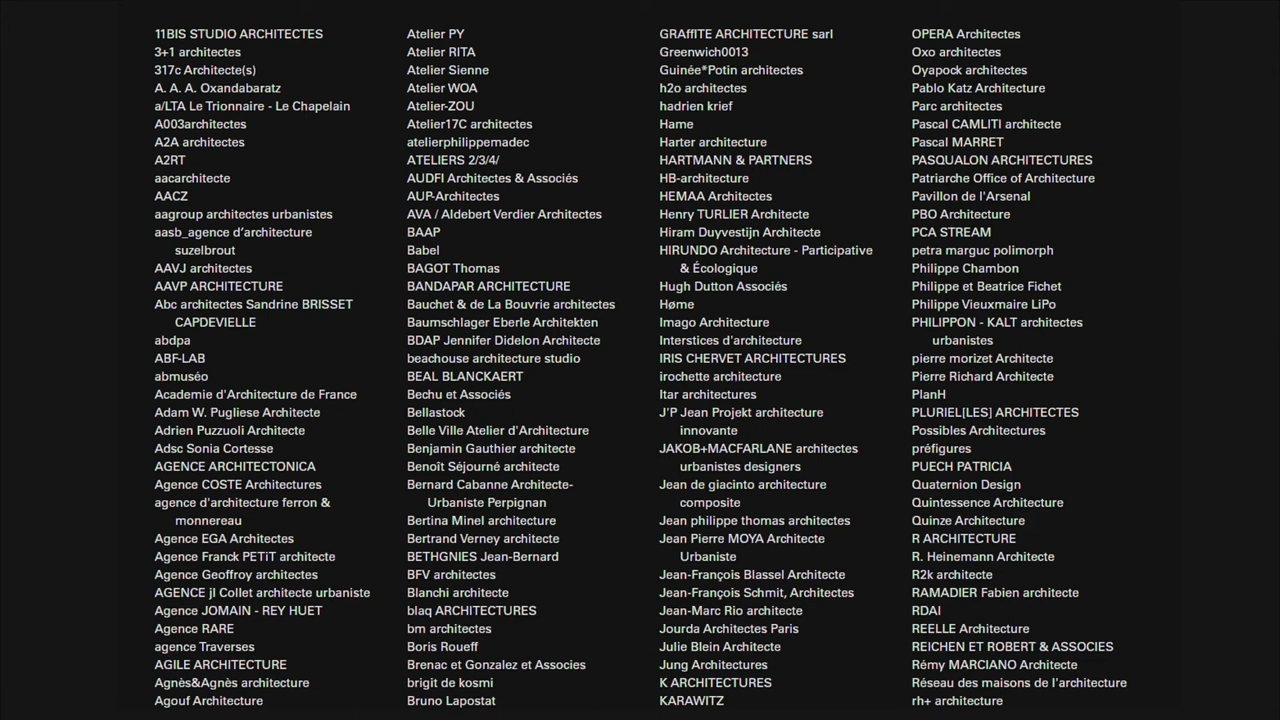 11BIS STUDIO ARCHITECTES
3+1 architectes
317c Architecte(s)
A. A. A. Oxandabaratz
a/LTA Le Trionnaire - Le Chapelain
A003architectes
A2A architectes
A2RT
aacarchitecte
AACZ
aagroup architectes urbanistes
aasb_agence d’architecture
suzelbrout
AAVJ architectes
AAVP ARCHITECTURE
Abc architectes Sandrine BRISSET
CAPDEVIELLE
abdpa
ABF-LAB
abmuséo
Academie d'Architecture de France
Adam W. Pugliese Architecte
Adrien Puzzuoli Architecte
Adsc Sonia Cortesse
AGENCE ARCHITECTONICA
Agence COSTE Architectures
agence d'architecture ferron &
monnereau
Agence EGA Architectes
Agence Franck PETiT architecte
Agence Geoffroy architectes
AGENCE jl Collet architecte urbaniste
Agence JOMAIN - REY HUET
Agence RARE
agence Traverses
AGILE ARCHITECTURE
Agnès&Agnès architecture
Agouf Architecture
Atelier PY
Atelier RITA
Atelier Sienne
Atelier WOA
Atelier-ZOU
Atelier17C architectes
atelierphilippemadec
ATELIERS 2/3/4/
AUDFI Architectes & Associés
AUP-Architectes
AVA / Aldebert Verdier Architectes
BAAP
Babel
BAGOT Thomas
BANDAPAR ARCHITECTURE
Bauchet & de La Bouvrie architectes
Baumschlager Eberle Architekten
BDAP Jennifer Didelon Architecte
beachouse architecture studio
BEAL BLANCKAERT
Bechu et Associés
Bellastock
Belle Ville Atelier d'Architecture
Benjamin Gauthier architecte
Benoît Séjourné architecte
Bernard Cabanne Architecte-
Urbaniste Perpignan
Bertina Minel architecture
Bertrand Verney architecte
BETHGNIES Jean-Bernard
BFV architectes
Blanchi architecte
blaq ARCHITECTURES
bm architectes
Boris Roueff
Brenac et Gonzalez et Associes
brigit de kosmi
Bruno Lapostat
GRAffITE ARCHITECTURE sarl
Greenwich0013
Guinée*Potin architectes
h2o architectes
hadrien krief
Hame
Harter architecture
HARTMANN & PARTNERS
HB-architecture
HEMAA Architectes
Henry TURLIER Architecte
Hiram Duyvestijn Architecte
HIRUNDO Architecture - Participative
& Écologique
Hugh Dutton Associés
Høme
Imago Architecture
Interstices d'architecture
IRIS CHERVET ARCHITECTURES
irochette architecture
Itar architectures
J'P Jean Projekt architecture
innovante
JAKOB+MACFARLANE architectes
urbanistes designers
Jean de giacinto architecture
composite
Jean philippe thomas architectes
Jean Pierre MOYA Architecte
Urbaniste
Jean-François Blassel Architecte
Jean-François Schmit, Architectes
Jean-Marc Rio architecte
Jourda Architectes Paris
Julie Blein Architecte
Jung Architectures
K ARCHITECTURES
KARAWITZ
OPERA Architectes
Oxo architectes
Oyapock architectes
Pablo Katz Architecture
Parc architectes
Pascal CAMLITI architecte
Pascal MARRET
PASQUALON ARCHITECTURES
Patriarche Office of Architecture
Pavillon de l'Arsenal
PBO Architecture
PCA STREAM
petra marguc polimorph
Philippe Chambon
Philippe et Beatrice Fichet
Philippe Vieuxmaire LiPo
PHILIPPON - KALT architectes
urbanistes
pierre morizet Architecte
Pierre Richard Architecte
PlanH
PLURIEL[LES] ARCHITECTES
Possibles Architectures
préfigures
PUECH PATRICIA
Quaternion Design
Quintessence Architecture
Quinze Architecture
R ARCHITECTURE
R. Heinemann Architecte
R2k architecte
RAMADIER Fabien architecte
RDAI
REELLE Architecture
REICHEN ET ROBERT & ASSOCIES
Rémy MARCIANO Architecte
Réseau des maisons de l'architecture
rh+ architecture